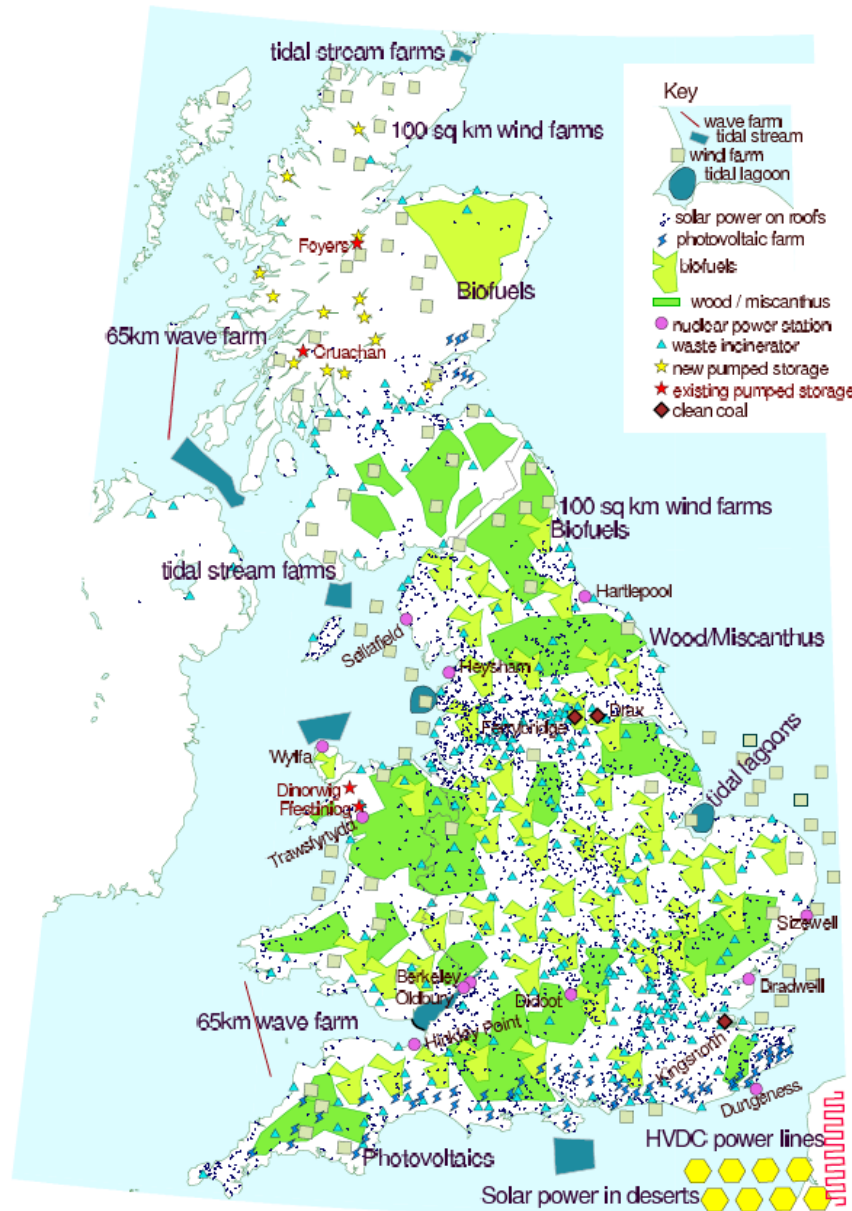 tidal stream farms
Key
wave farm
tidal stream
wind farm
tidal lagoon
solar power on roofs
photovoltaic farm
biofuels
wood / miscanthus
nuclear power station
waste incinerator
new pumped storage
existing pumped storage
clean coal
100 sq km wind farms
Foyers
Biofuels
65km wave farm
Cruachan
100 sq km wind farms
Biofuels
tidal stream farms
Hartlepool
Sellafield
Wood/Miscanthus
Heysham
Drax
Ferrybridge
Wylfa
tidal lagoons
Dinorwig
Ffestiniog
Trawsfynydd
Sizewell
Berkeley
Oldbury
Didcot
Bradwell
65km wave farm
Hinkley Point
Kingsnorth
Dungeness
HVDC power lines
Photovoltaics
Solar power in deserts